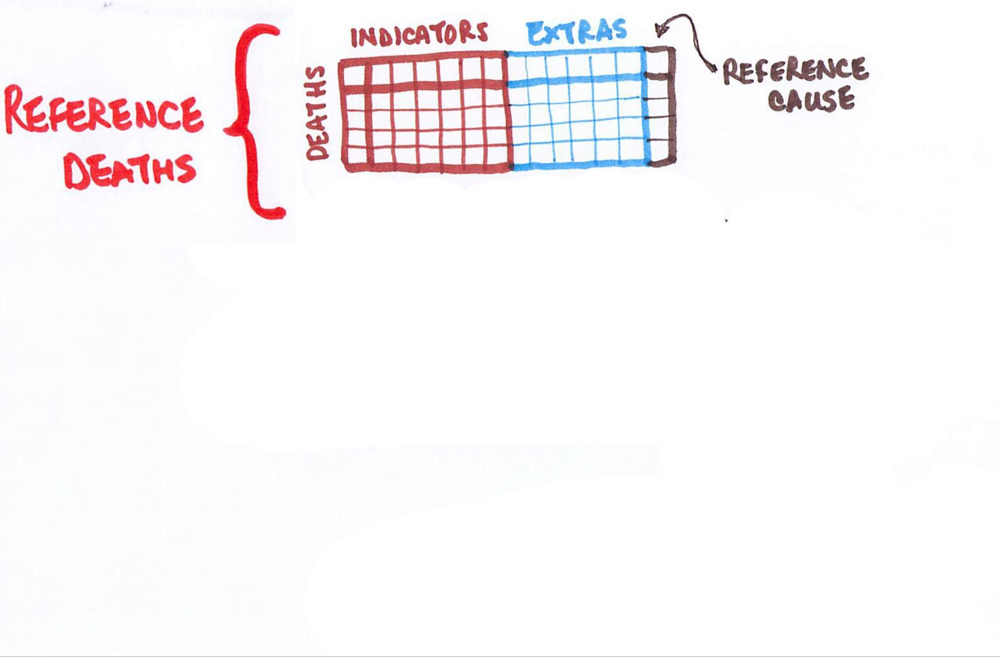 INDICATORS
EXTRAS
DEATHS
REFERENCE
CAUSE
REFERENCE
DEATHS